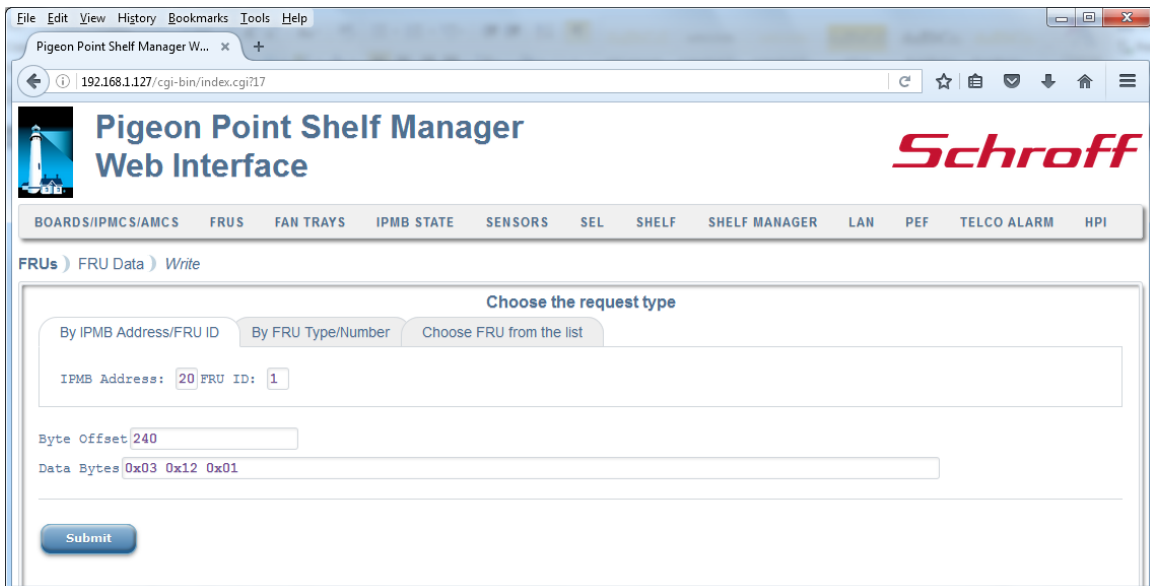 File Edit View History Bookmarks Tools Help
Pigeon Point Shelf Manager W... × +
192.168.1.127/cgi-bin/index.cgi?17
Pigeon Point Shelf Manager
Web Interface
Schroff
BOARDS/IPMCS/AMCS FRUS FAN TRAYS IPMB STATE SENSORS SEL SHELF SHELF MANAGER LAN PEF TELCO ALARM HPI
FRUs ) FRU Data ) Write
Choose the request type
By IPMB Address/FRU ID By FRU Type/Number Choose FRU from the list
IPMB Address: 20 FRU ID: 1
Byte Offset 240
Data Bytes 0x03 0x12 0x01
Submit